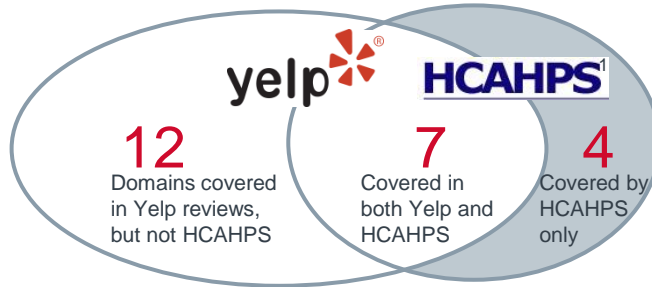 yelp® HCAHPS1
12 7 4
Domains covered
in Yelp reviews,
but not HCAHPS
Covered in
both Yelp and
HCAHPS
Covered by
HCAHPS
only